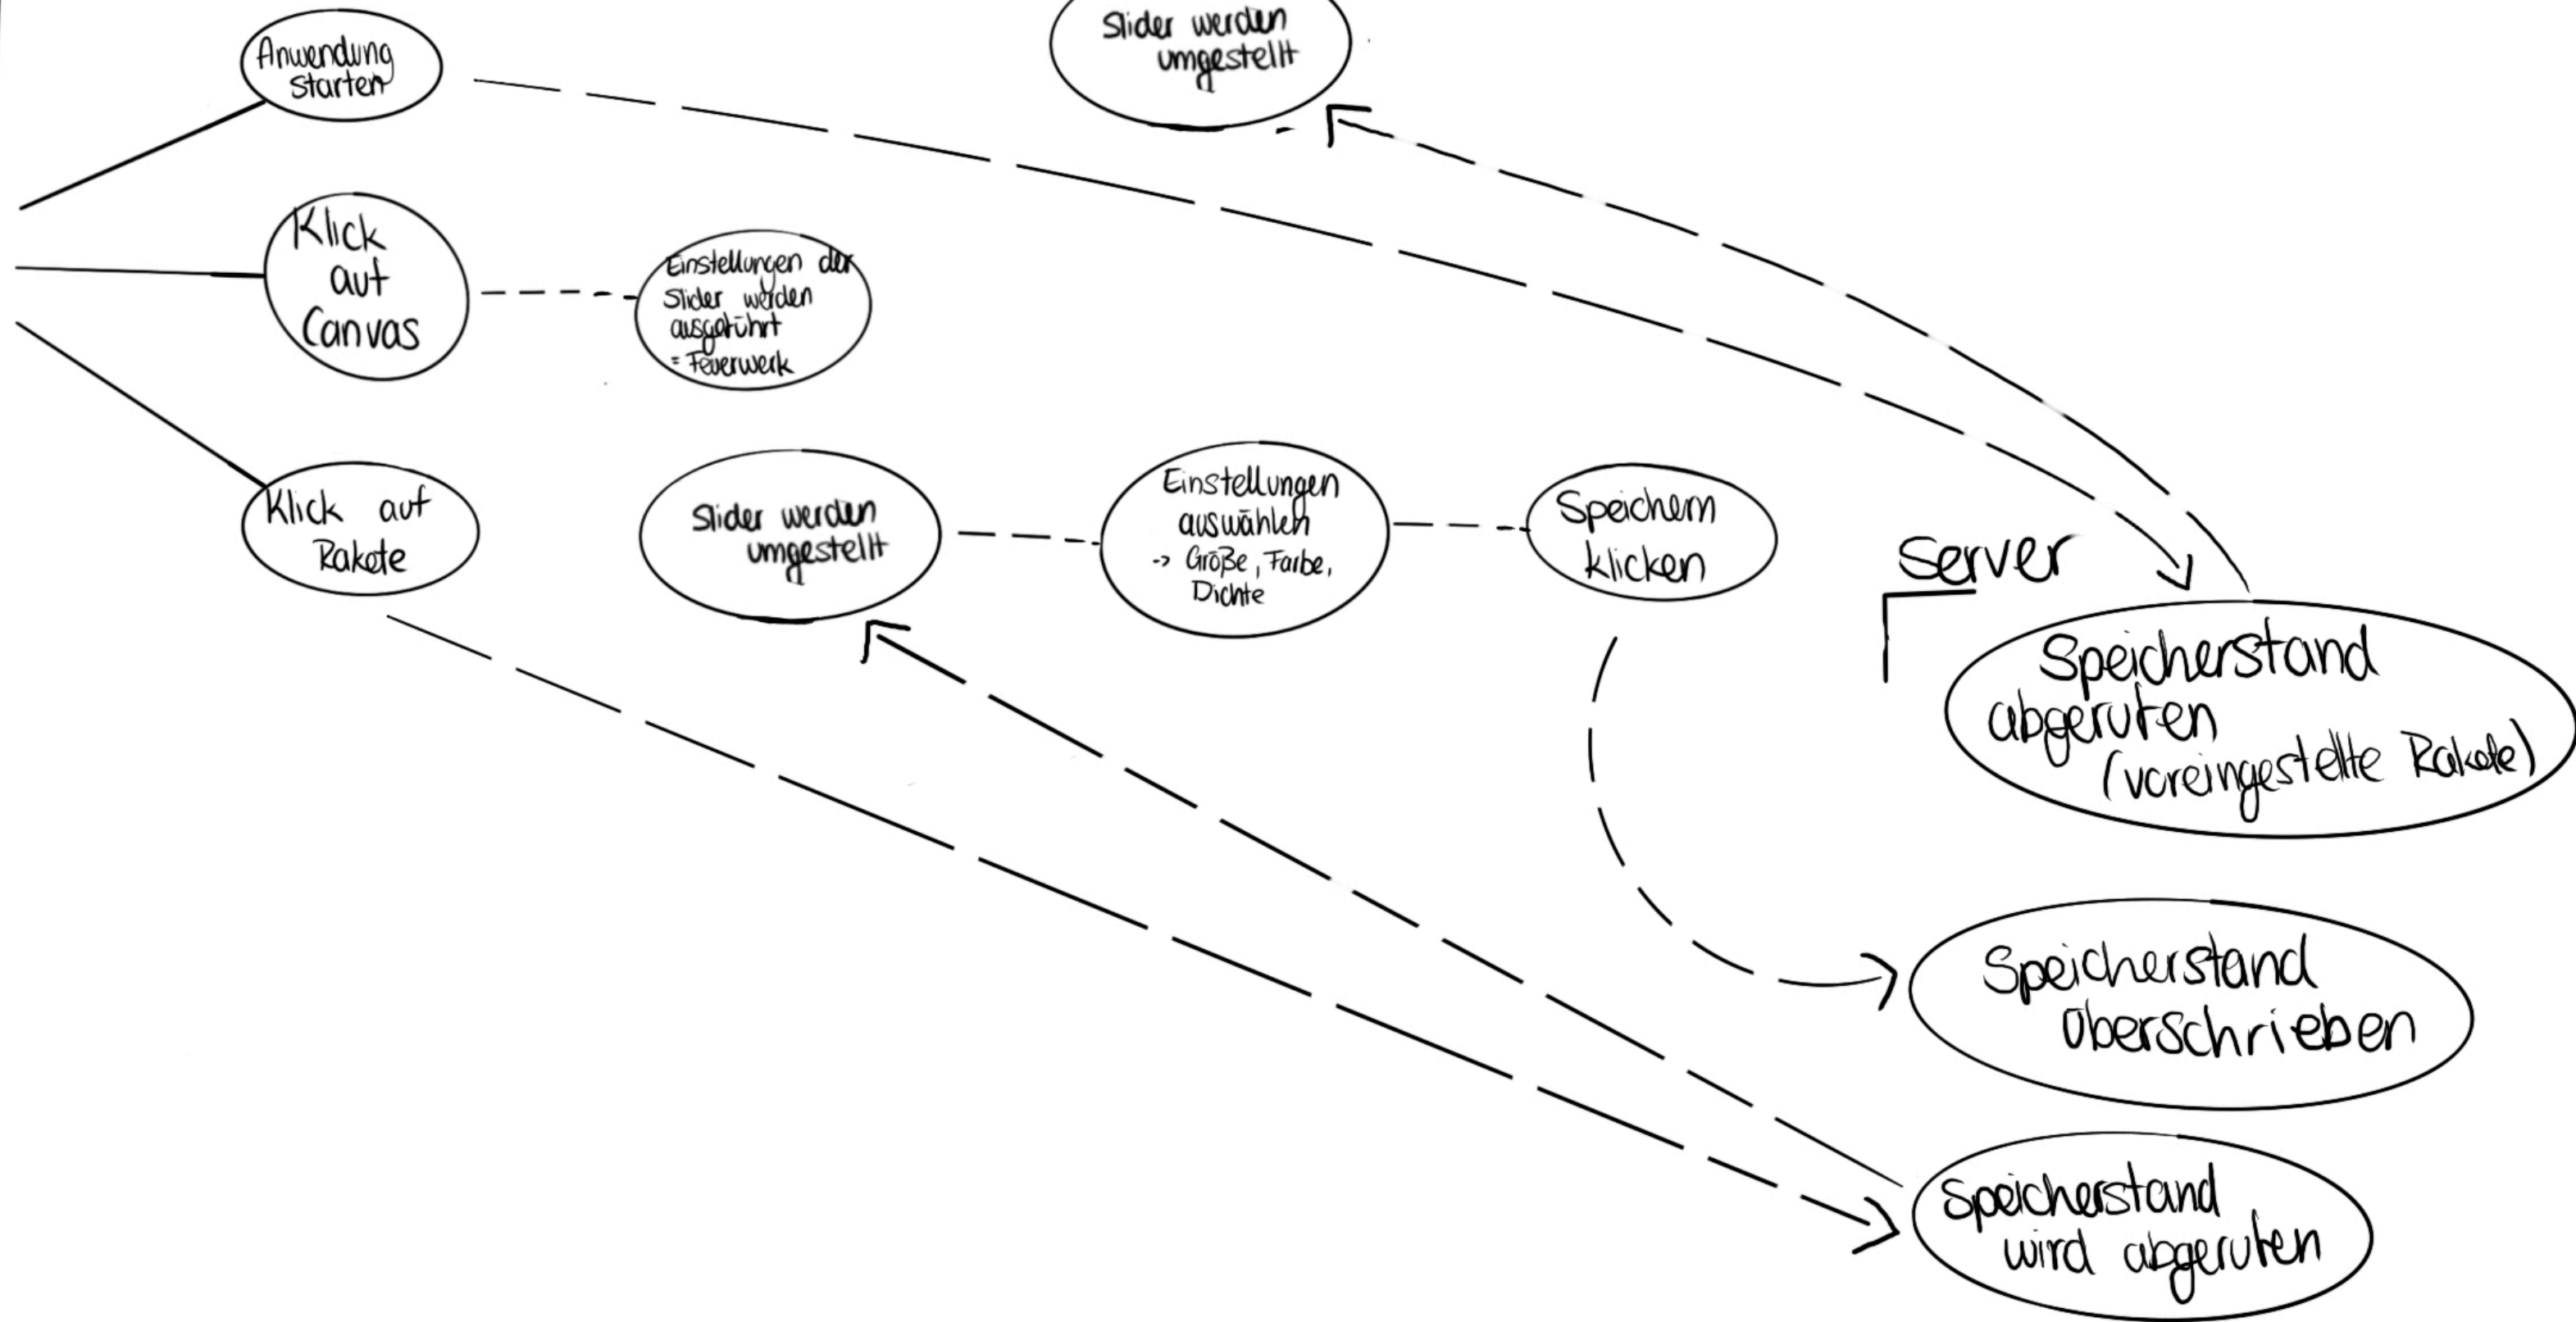 Anwendung
starten
Slider werden
umgestellt
Klick
auf
Canvas
Einstellungen der
Slider werden
ausgeführt
= Feuerwerk
Klick auf
Rakete
Slider werden
umgestellt
Einstellungen
auswählen
-> Größe, Farbe,
Dichte
Speichern
klicken
Server
Speicherstand
abgerufen
(voreingestellte Rakete)
Speicherstand
überschrieben
Speicherstand
wird abgerufen